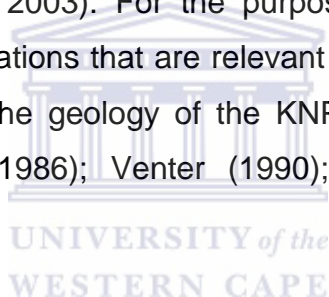 2003). For the purpos
ations that are relevant
he geology of the KNF
1986); Venter (1990);
UNIVERSITY of the
WESTERN CAPE